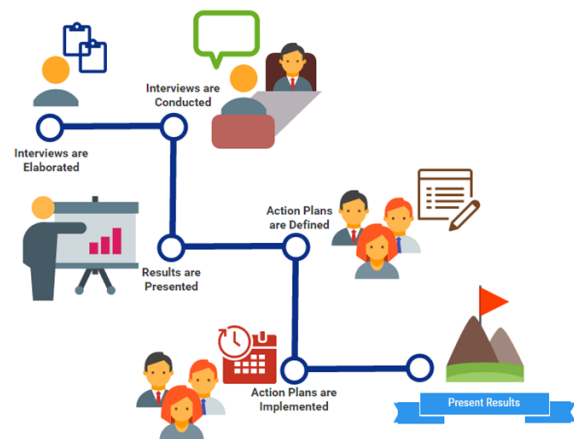 Interviews are
Conducted
Interviews are
Elaborated
Action Plans
are Defined
Results are
Presented
Action Plans are
Implemented
Present Results